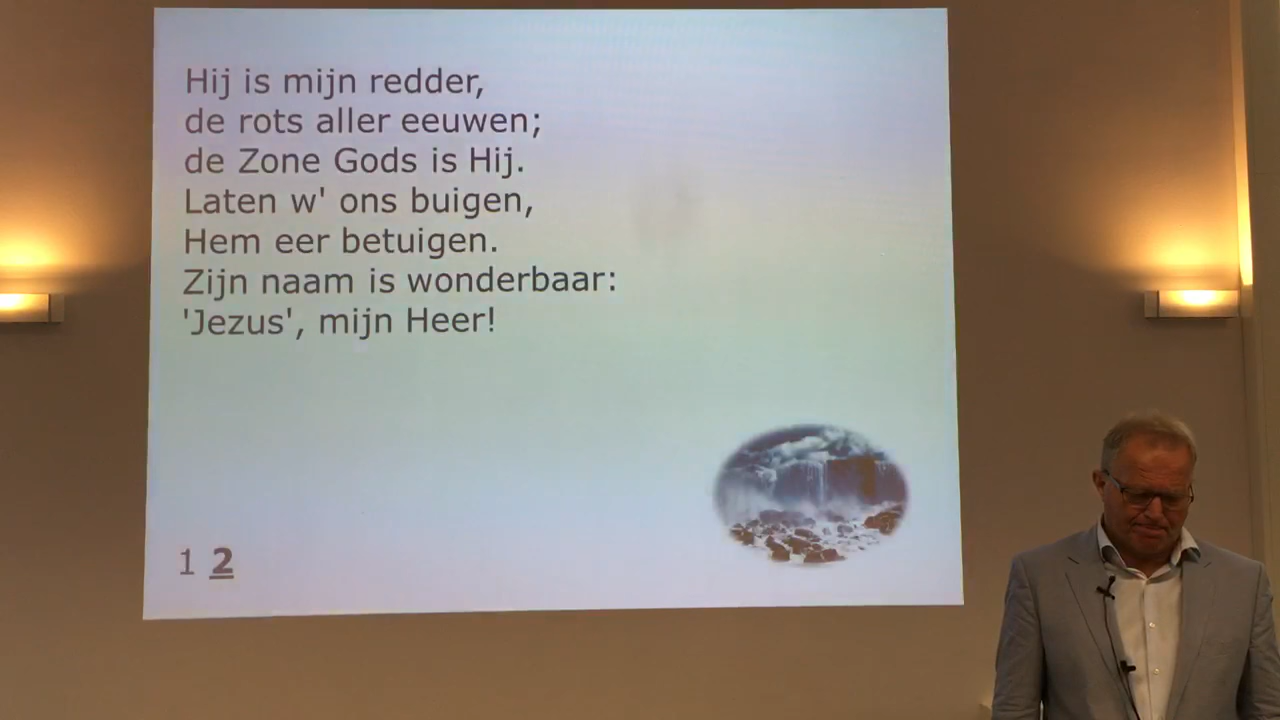 Hij is mijn redder,
de rots aller eeuwen;
de Zone Gods is Hij.
Laten w' ons buigen,
Hem eer betuigen.
Zijn naam is wonderbaar:
'Jezus', mijn Heer!
1 2